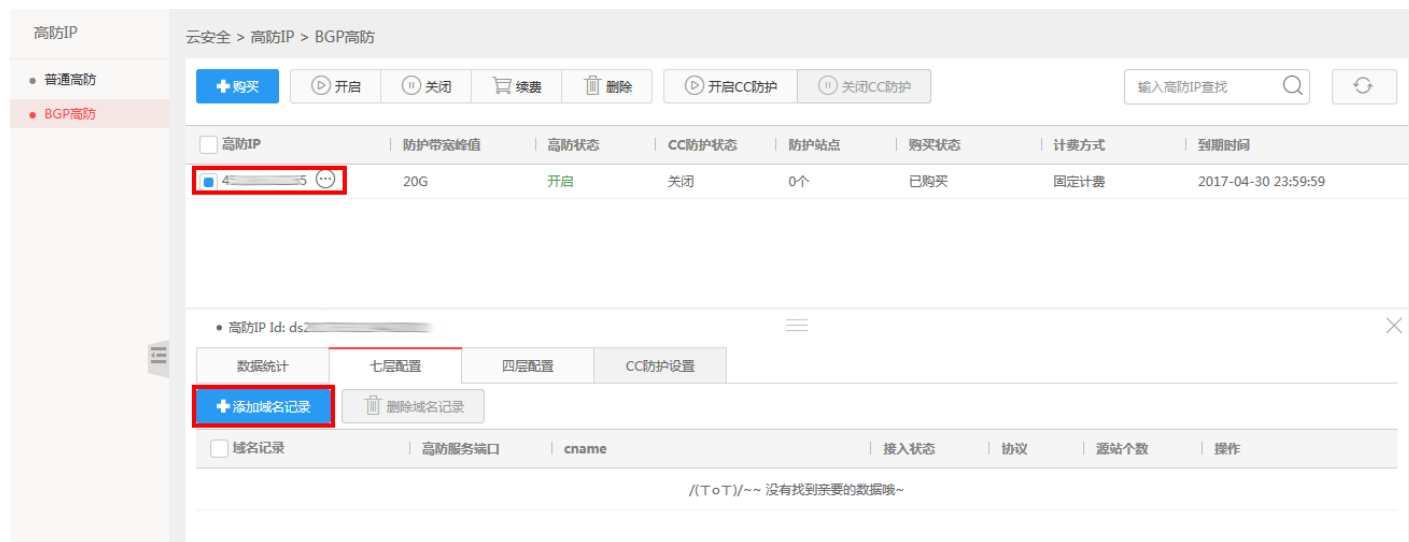 高防IP
云安全 > 高防IP > BGP高防
普通高防
BGP高防
购买 开启 关闭 续费 删除 开启CC防护 关闭CC防护 输入高防IP查找
高防IP 防护带宽峰值 高防状态 CC防护状态 防护站点 购买状态 计费方式 到期时间
20G 开启 关闭 0个 已购买 固定计费 2017-04-30 23:59:59
高防IP Id: ds2
数据统计 七层配置 四层配置 CC防护设置
添加域名记录 删除域名记录
域名记录 高防服务端口 cname 接入状态 协议 源站个数 操作
/(ToT)/~~ 没有找到亲要的数据哦~